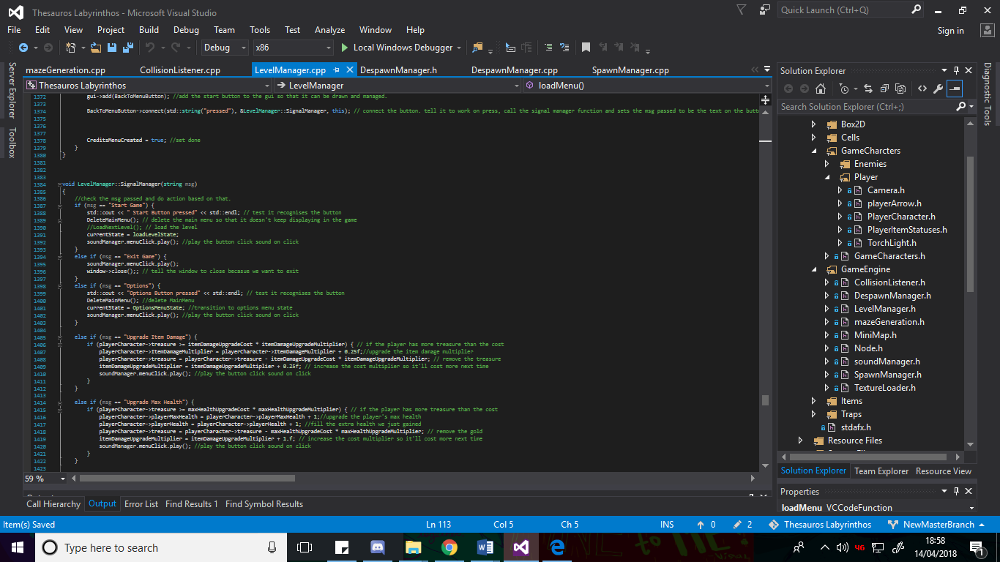 Thesauros Labyrinthos - Microsoft Visual Studio
Quick Launch (Ctrl+Q)
File Edit View Project Build Debug Team Tools Test Analyze Window Help
Sign in
Debug x86 Local Windows Debugger
Server Explorer
Toolbox
mazeGeneration.cpp CollisionListener.cpp LevelManager.cpp DespawnManager.h DespawnManager.cpp SpawnManager.cpp
Thesauros Labyrinthos LevelManager loadMenu()
1372 gui->add(BackToMenuButton); //add the start button to the gui so that it can be drawn and managed.
1373
1374 BackToMenuButton->connect(std::string("pressed"), &LevelManager::SignalManager, this); // connect the button. tell it to work on press, call the signal manager function and sets the msg passed to be the text on the butto
1375
1376
1377
1378 CreditsMenuCreated = true; //set done
1379 }
1380 }
1381
1382
1383
1384 void LevelManager::SignalManager(string msg)
1385 {
1386 //check the msg passed and do action based on that.
1387 if (msg == "Start Game") {
1388 std::cout << " Start Button pressed" << std::endl; // test it recognises the button
1389 DeleteMainMenu(); // delete the main menu so that it doesn't keep displaying in the game
1390 //LoadNextLevel(); // load the level
1391 currentState = loadLevelState;
1392 soundManager.menuClick.play(); //play the button click sound on click
1393 }
1394 else if (msg == "Exit Game") {
1395 soundManager.menuClick.play();
1396 window->close();; // tell the window to close becasue we want to exit
1397 }
1398 else if (msg == "Options") {
1399 std::cout << "Options Button pressed" << std::endl; // test it recognises the button
1400 DeleteMainMenu(); //delete MainMenu
1401 currentState = OptionsMenuState; //transition to options menu state
1402 soundManager.menuClick.play(); //play the button click sound on click
1403 }
1404
1405 else if (msg == "Upgrade Item Damage") {
1406 if (playerCharacter->treasure >= itemDamageUpgradeCost * itemDamageUpgradeMultiplier) { // if the player has more treasure than the cost
1407 playerCharacter->ItemDamageMultiplier = playerCharacter->ItemDamageMultiplier + 0.25f;//upgrade the item damage multiplier
1408 playerCharacter->treasure = playerCharacter->treasure - itemDamageUpgradeCost * itemDamageUpgradeMultiplier; // remove the treasure
1409 itemDamageUpgradeMultiplier = itemDamageUpgradeMultiplier + 0.25f; // increase the cost multiplier so it'll cost more next time
1410 soundManager.menuClick.play(); //play the button click sound on click
1411 }
1412 }
1413
1414 else if (msg == "Upgrade Max Health") {
1415 if (playerCharacter->treasure >= maxHealthUpgradeCost * maxHealthUpgradeMultiplier) { // if the player has more treasure than the cost
1416 playerCharacter->playerMaxHealth = playerCharacter->playerMaxHealth + 1;//upgrade the player's max health
1417 playerCharacter->playerHealth = playerCharacter->playerHealth + 1; //fill the extra health we just gained
1418 playerCharacter->treasure = playerCharacter->treasure - maxHealthUpgradeCost * maxHealthUpgradeMultiplier; // remove the gold
1419 itemDamageUpgradeMultiplier = itemDamageUpgradeMultiplier + 1.f; // increase the cost multiplier so it'll cost more next time
1420 soundManager.menuClick.play(); //play the button click sound on click
1421 }
1422 }
1423
59 %
Call Hierarchy Output Error List Find Results 1 Find Symbol Results
Solution Explorer
Search Solution Explorer (Ctrl+;)
Box2D
Cells
GameCharcters
Enemies
Player
Camera.h
playerArrow.h
PlayerCharacter.h
PlayerItemStatuses.h
TorchLight.h
GameCharacters.h
GameEngine
CollisionListener.h
DespawnManager.h
LevelManager.h
mazeGeneration.h
MiniMap.h
Node.h
soundManager.h
SpawnManager.h
TextureLoader.h
Items
Traps
stdafx.h
Resource Files
Solution Explorer Team Explorer Resource View
Properties
loadMenu VCCodeFunction
Diagnostic Tools
Item(s) Saved Ln 113 Col 5 Ch 5 INS 0 2 Thesauros Labyrinthos NewMasterBranch
Type here to search
18:58
14/04/2018